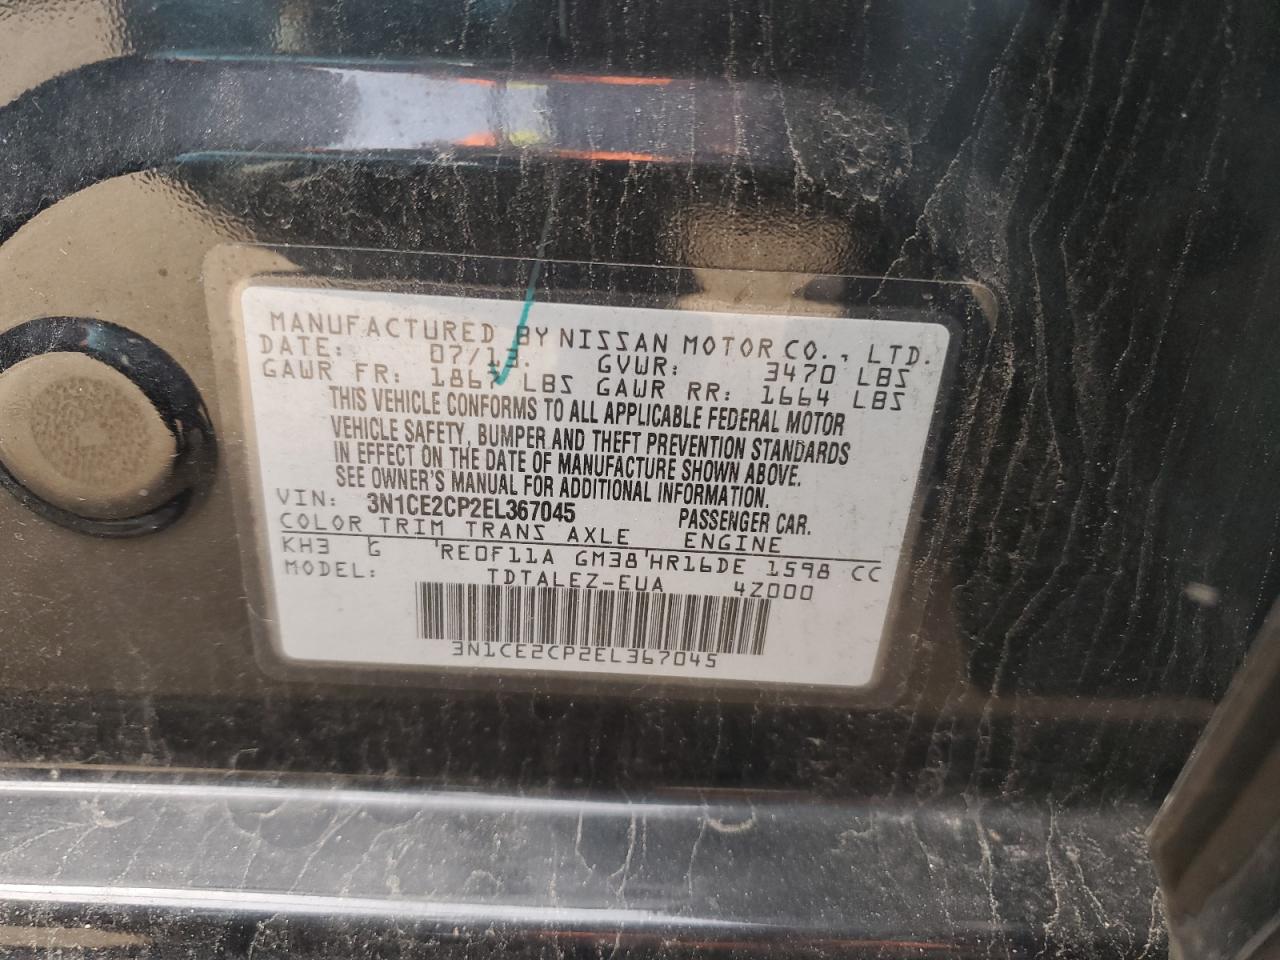 MANUFACTURED BY NISSAN MOTOR CO., LTD.
DATE: 07/13. GVWR: 3470 LBS
GAWR FR: 1867 LBS GAWR RR: 1664 LBS
THIS VEHICLE CONFORMS TO ALL APPLICABLE FEDERAL MOTOR
VEHICLE SAFETY, BUMPER AND THEFT PREVENTION STANDARDS
IN EFFECT ON THE DATE OF MANUFACTURE SHOWN ABOVE.
SEE OWNER'S MANUAL FOR ADDITIONAL INFORMATION.
VIN: 3N1CE2CP2EL367045 PASSENGER CAR.
COLOR TRIM TRANS AXLE ENGINE
KH3 G 'RE0F11A GM38'HR16DE 1598 CC
MODEL: TDTALEZ-EUA 4Z000
3N1CE2CP2EL367045